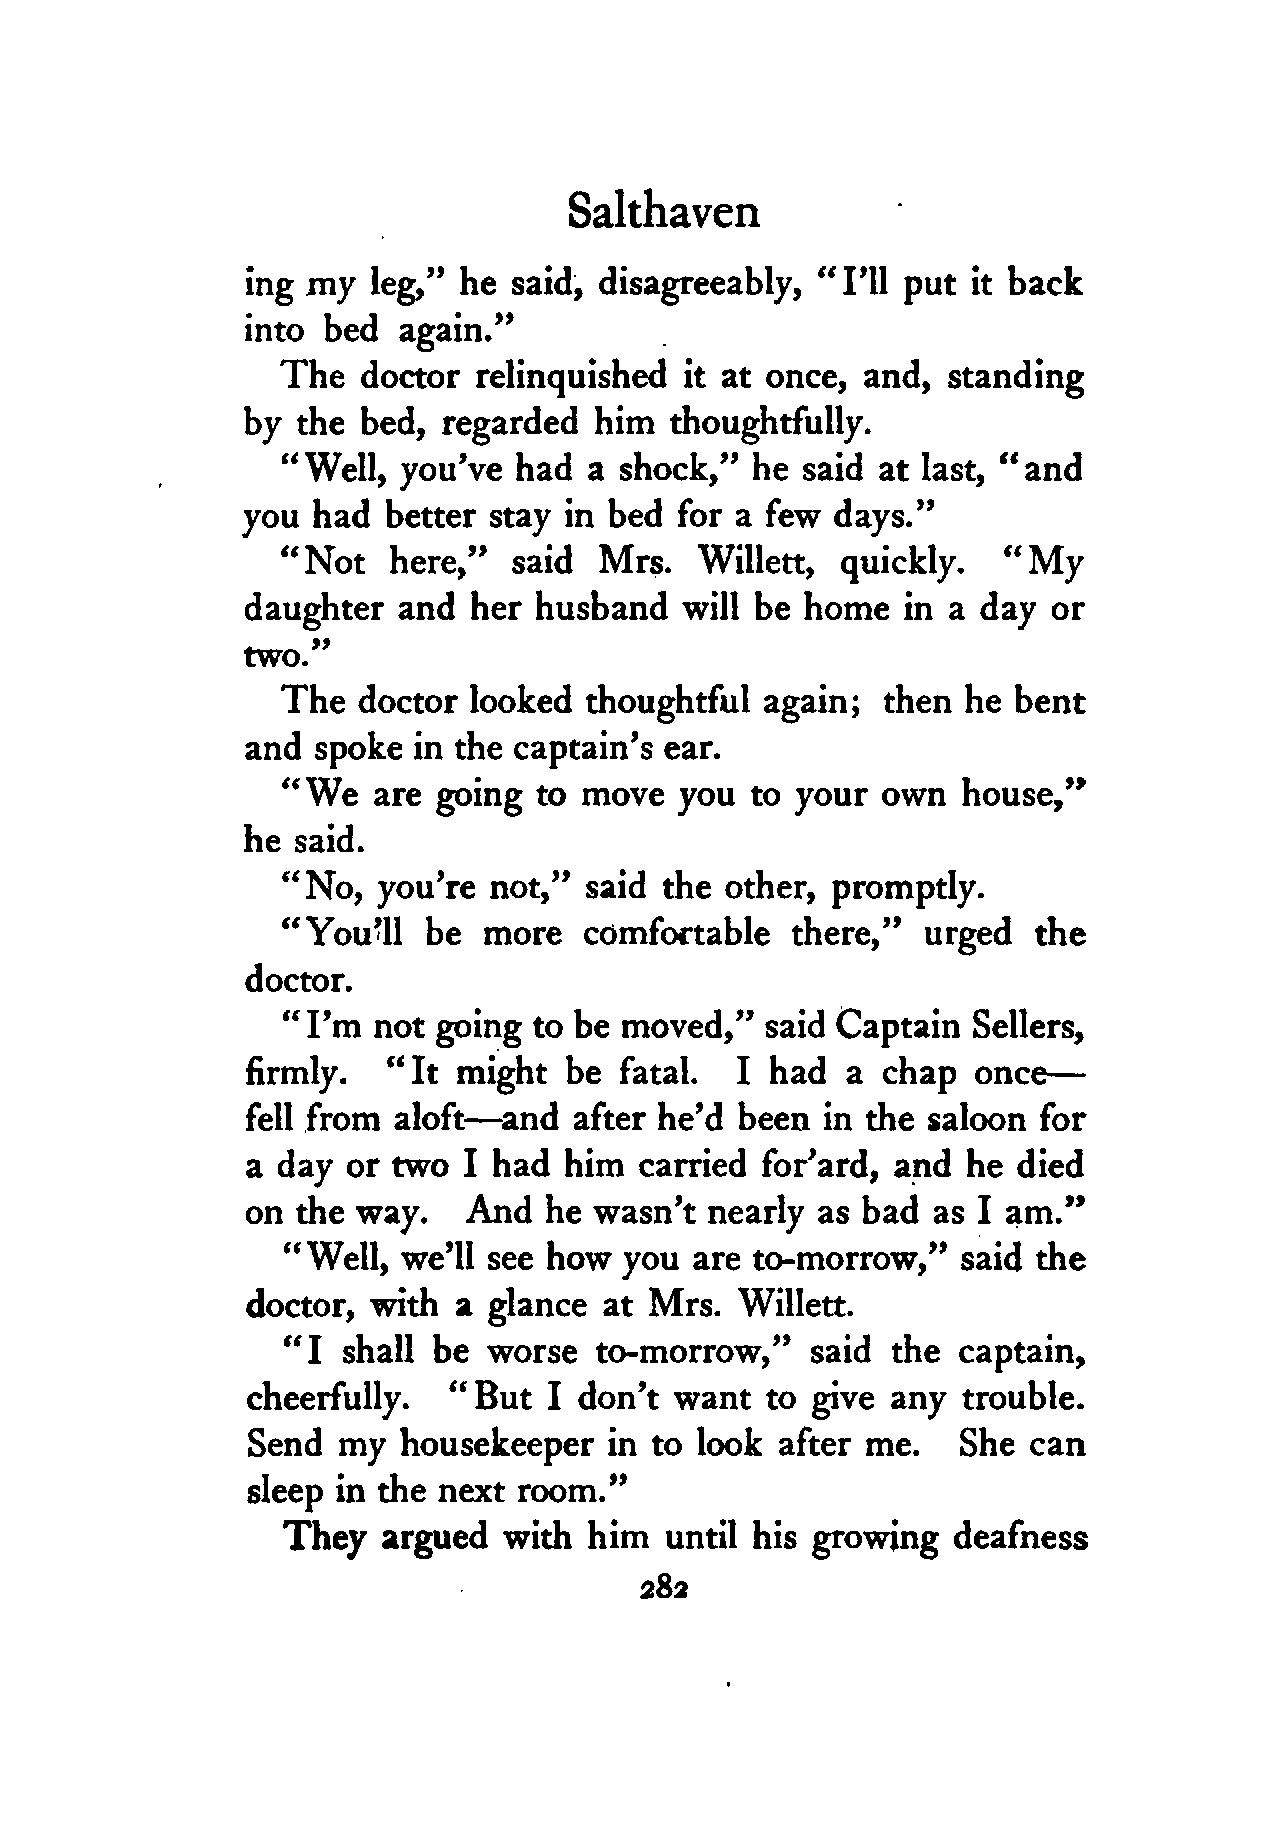 Salthaven
ing my leg,” he said, disagreeably, “I’ll put it back
into bed again.”
The doctor relinquished it at once, and, standing
by the bed, regarded him thoughtfully.
“Well, you’ve had a shock,” he said at last, “and
you had better stay in bed for a few days.”
“Not here,” said Mrs. Willett, quickly. “My
daughter and her husband will be home in a day or
two.”
The doctor looked thoughtful again; then he bent
and spoke in the captain’s ear.
“We are going to move you to your own house,”
he said.
“No, you’re not,” said the other, promptly.
“You’ll be more comfortable there,” urged the
doctor.
“I’m not going to be moved,” said Captain Sellers,
firmly. “It might be fatal. I had a chap once—
fell from aloft—and after he’d been in the saloon for
a day or two I had him carried for’ard, and he died
on the way. And he wasn’t nearly as bad as I am.”
“Well, we’ll see how you are to-morrow,” said the
doctor, with a glance at Mrs. Willett.
“I shall be worse to-morrow,” said the captain,
cheerfully. “But I don’t want to give any trouble.
Send my housekeeper in to look after me. She can
sleep in the next room.”
They argued with him until his growing deafness
282